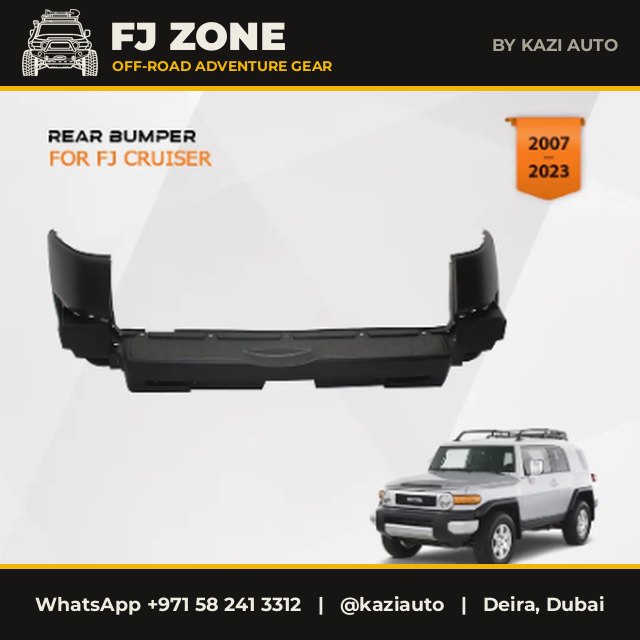 FJ ZONE
OFF-ROAD ADVENTURE GEAR
BY KAZI AUTO
REAR BUMPER
FOR FJ CRUISER
2007
–
2023
WhatsApp +971 58 241 3312 | @kaziauto | Deira, Dubai